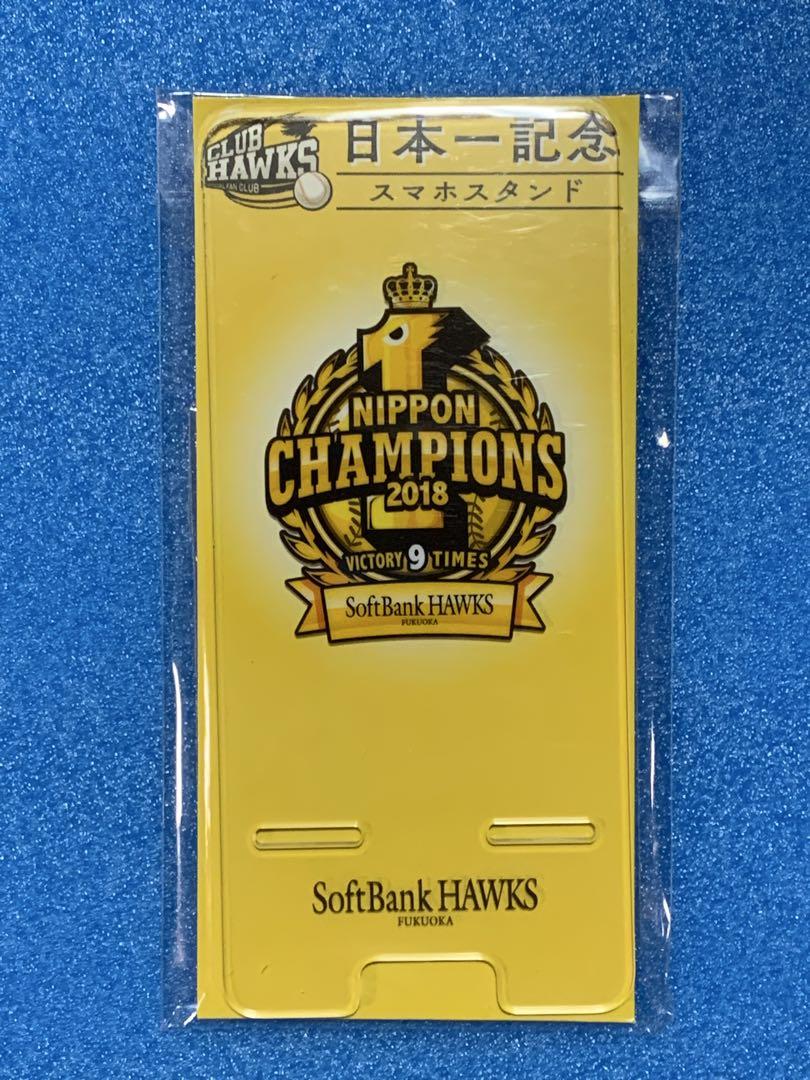 CLUB
HAWKS
FAN CLUB
日本一記念
スマホスタンド
NIPPON
CHAMPIONS
2018
VICTORY 9 TIMES
SoftBank HAWKS
FUKUOKA
SoftBank HAWKS
FUKUOKA